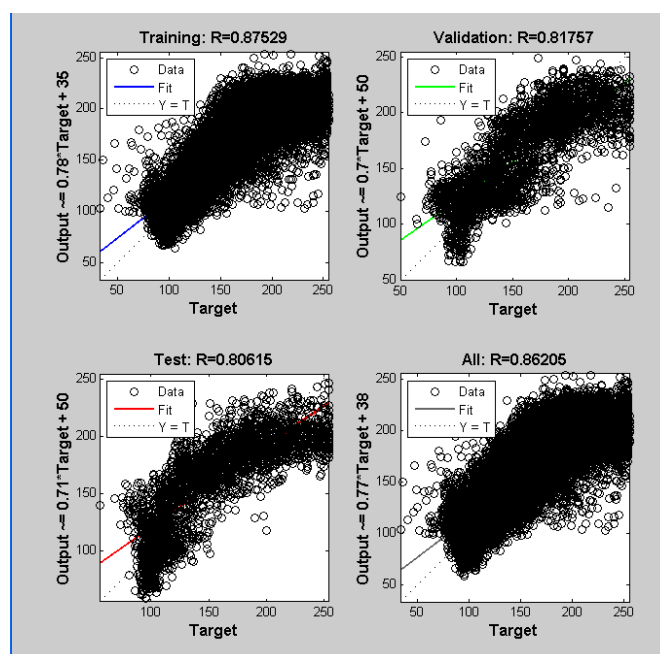 Training: R=0.87529
Output ~= 0.78*Target + 35
250
200
150
100
50
50 100 150 200 250
Target
Data
Fit
Y = T
Validation: R=0.81757
Output ~= 0.7*Target + 50
250
200
150
100
50
50 100 150 200 250
Target
Data
Fit
Y = T
Test: R=0.80615
Output ~= 0.71*Target + 50
250
200
150
100
100 150 200 250
Target
Data
Fit
Y = T
All: R=0.86205
Output ~= 0.77*Target + 38
250
200
150
100
50
50 100 150 200 250
Target
Data
Fit
Y = T